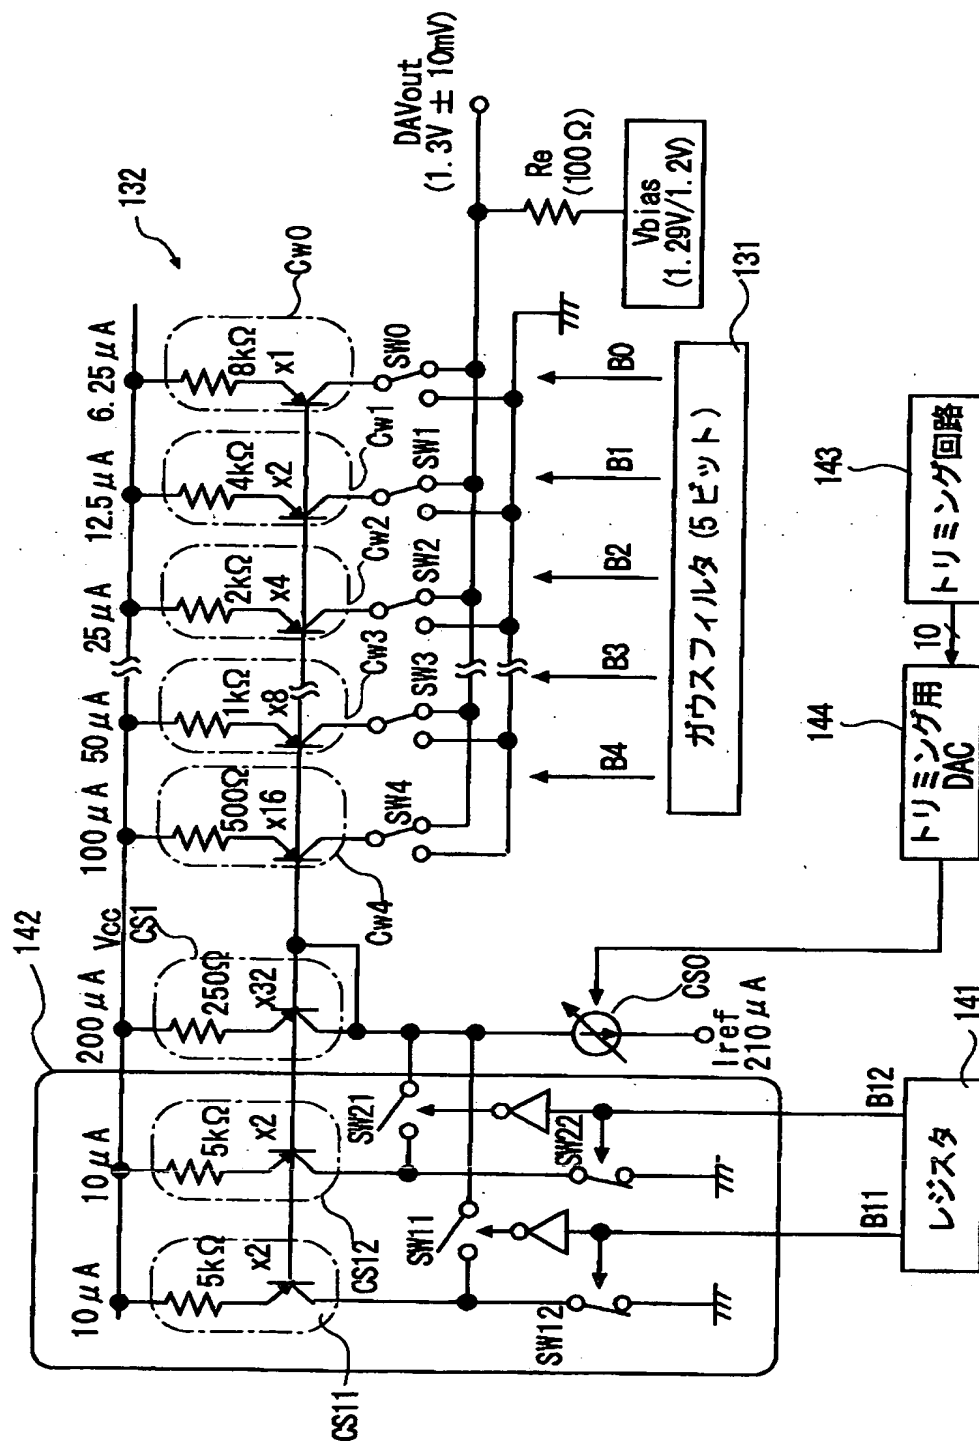 132
142
10μA
10μA
200μA
Vcc
100μA
50μA
25μA
12.5μA
6.25μA
CS1
Cw0
5kΩ
5kΩ
250Ω
500Ω
1kΩ
2kΩ
4kΩ
8kΩ
x2
x2
x32
x16
x8
x4
x2
x1
CS11
CS12
Cw4
Cw3
Cw2
Cw1
SW11
SW21
SW4
SW3
SW2
SW1
SW0
SW12
SW22
DAVout
(1.3V ± 10mV)
Re
(100Ω)
Vbias
(1.29V/1.2V)
CS0
Iref
210μA
B4
B3
B2
B1
B0
131
ガウスフィルタ (5ビット)
B11
B12
141
レジスタ
144
トリミング用
DAC
10
143
トリミング回路